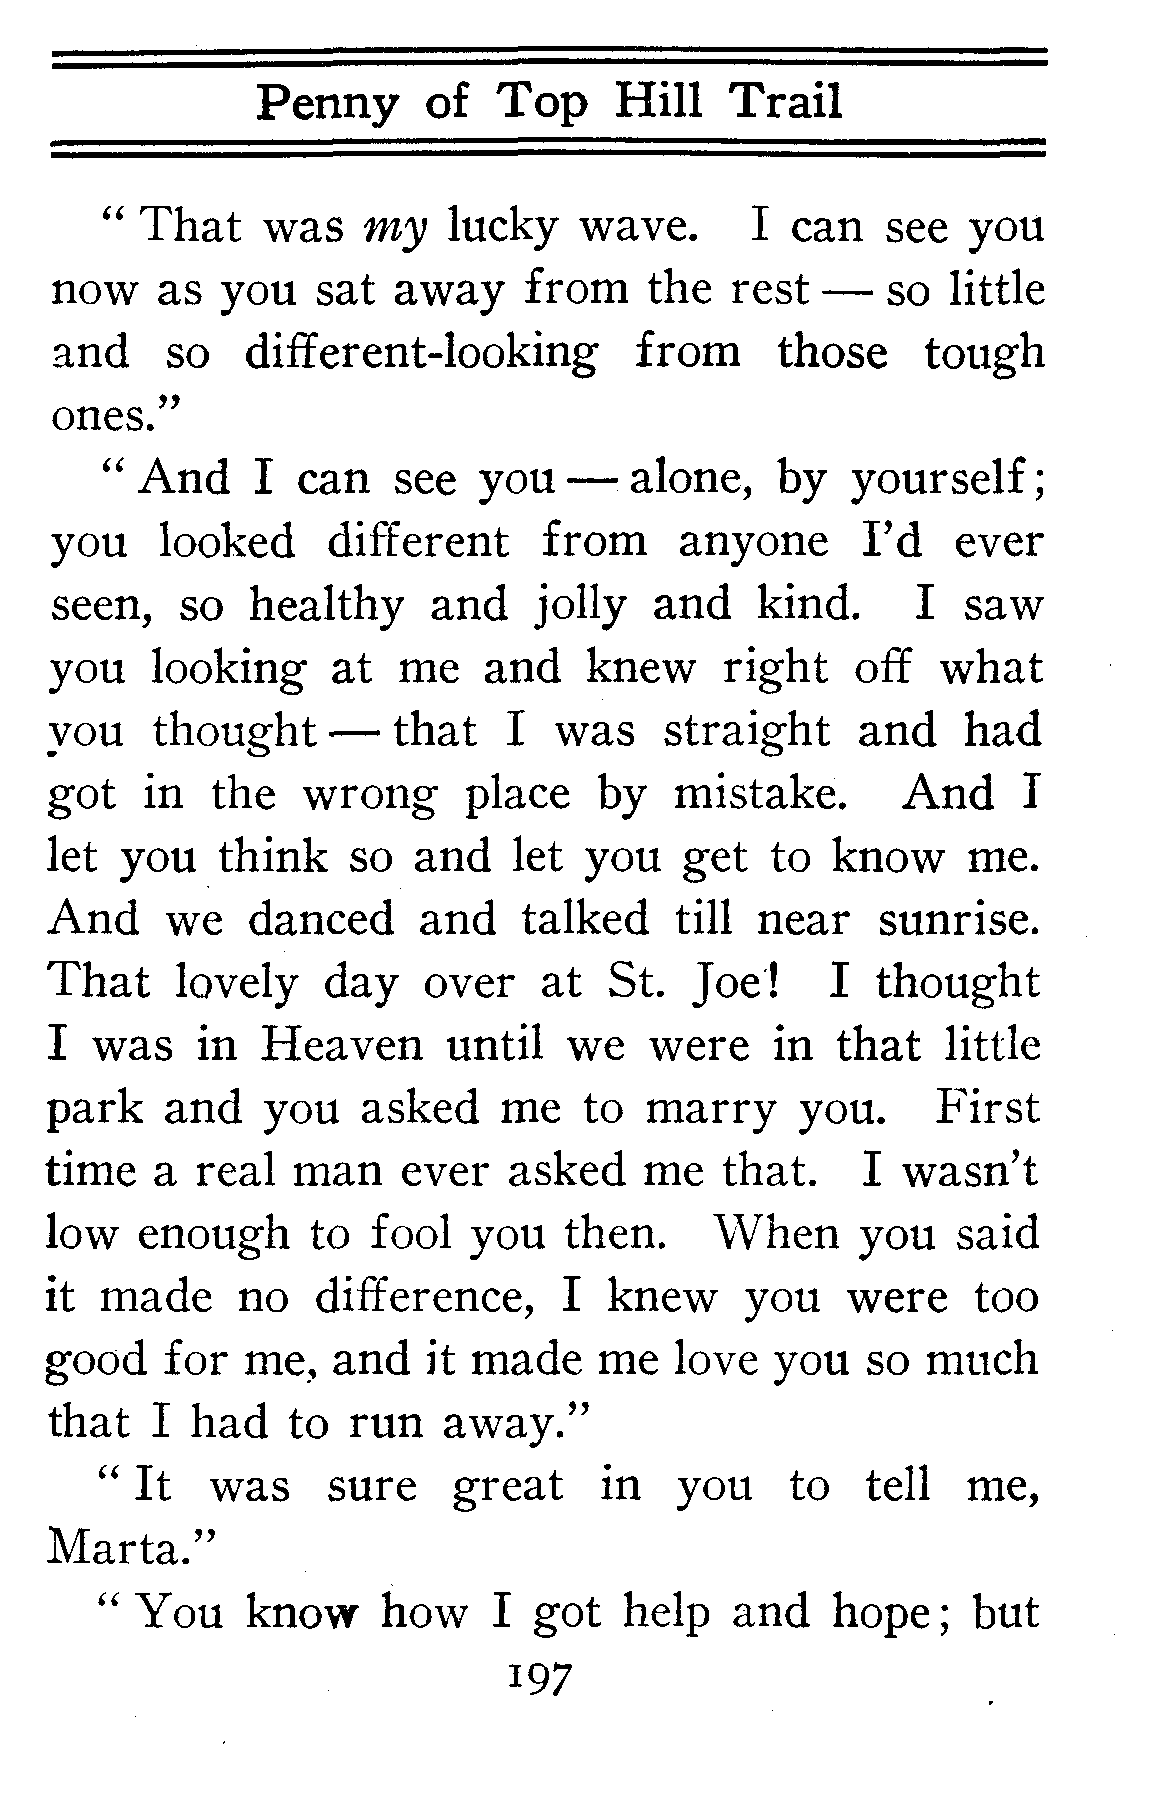 Penny of Top Hill Trail
“ That was my lucky wave. I can see you
now as you sat away from the rest — so little
and so different-looking from those tough
ones.”
“ And I can see you — alone, by yourself;
you looked different from anyone I’d ever
seen, so healthy and jolly and kind. I saw
you looking at me and knew right off what
you thought — that I was straight and had
got in the wrong place by mistake. And I
let you think so and let you get to know me.
And we danced and talked till near sunrise.
That lovely day over at St. Joe! I thought
I was in Heaven until we were in that little
park and you asked me to marry you. First
time a real man ever asked me that. I wasn’t
low enough to fool you then. When you said
it made no difference, I knew you were too
good for me, and it made me love you so much
that I had to run away.”
“ It was sure great in you to tell me,
Marta.”
“ You know how I got help and hope; but
197